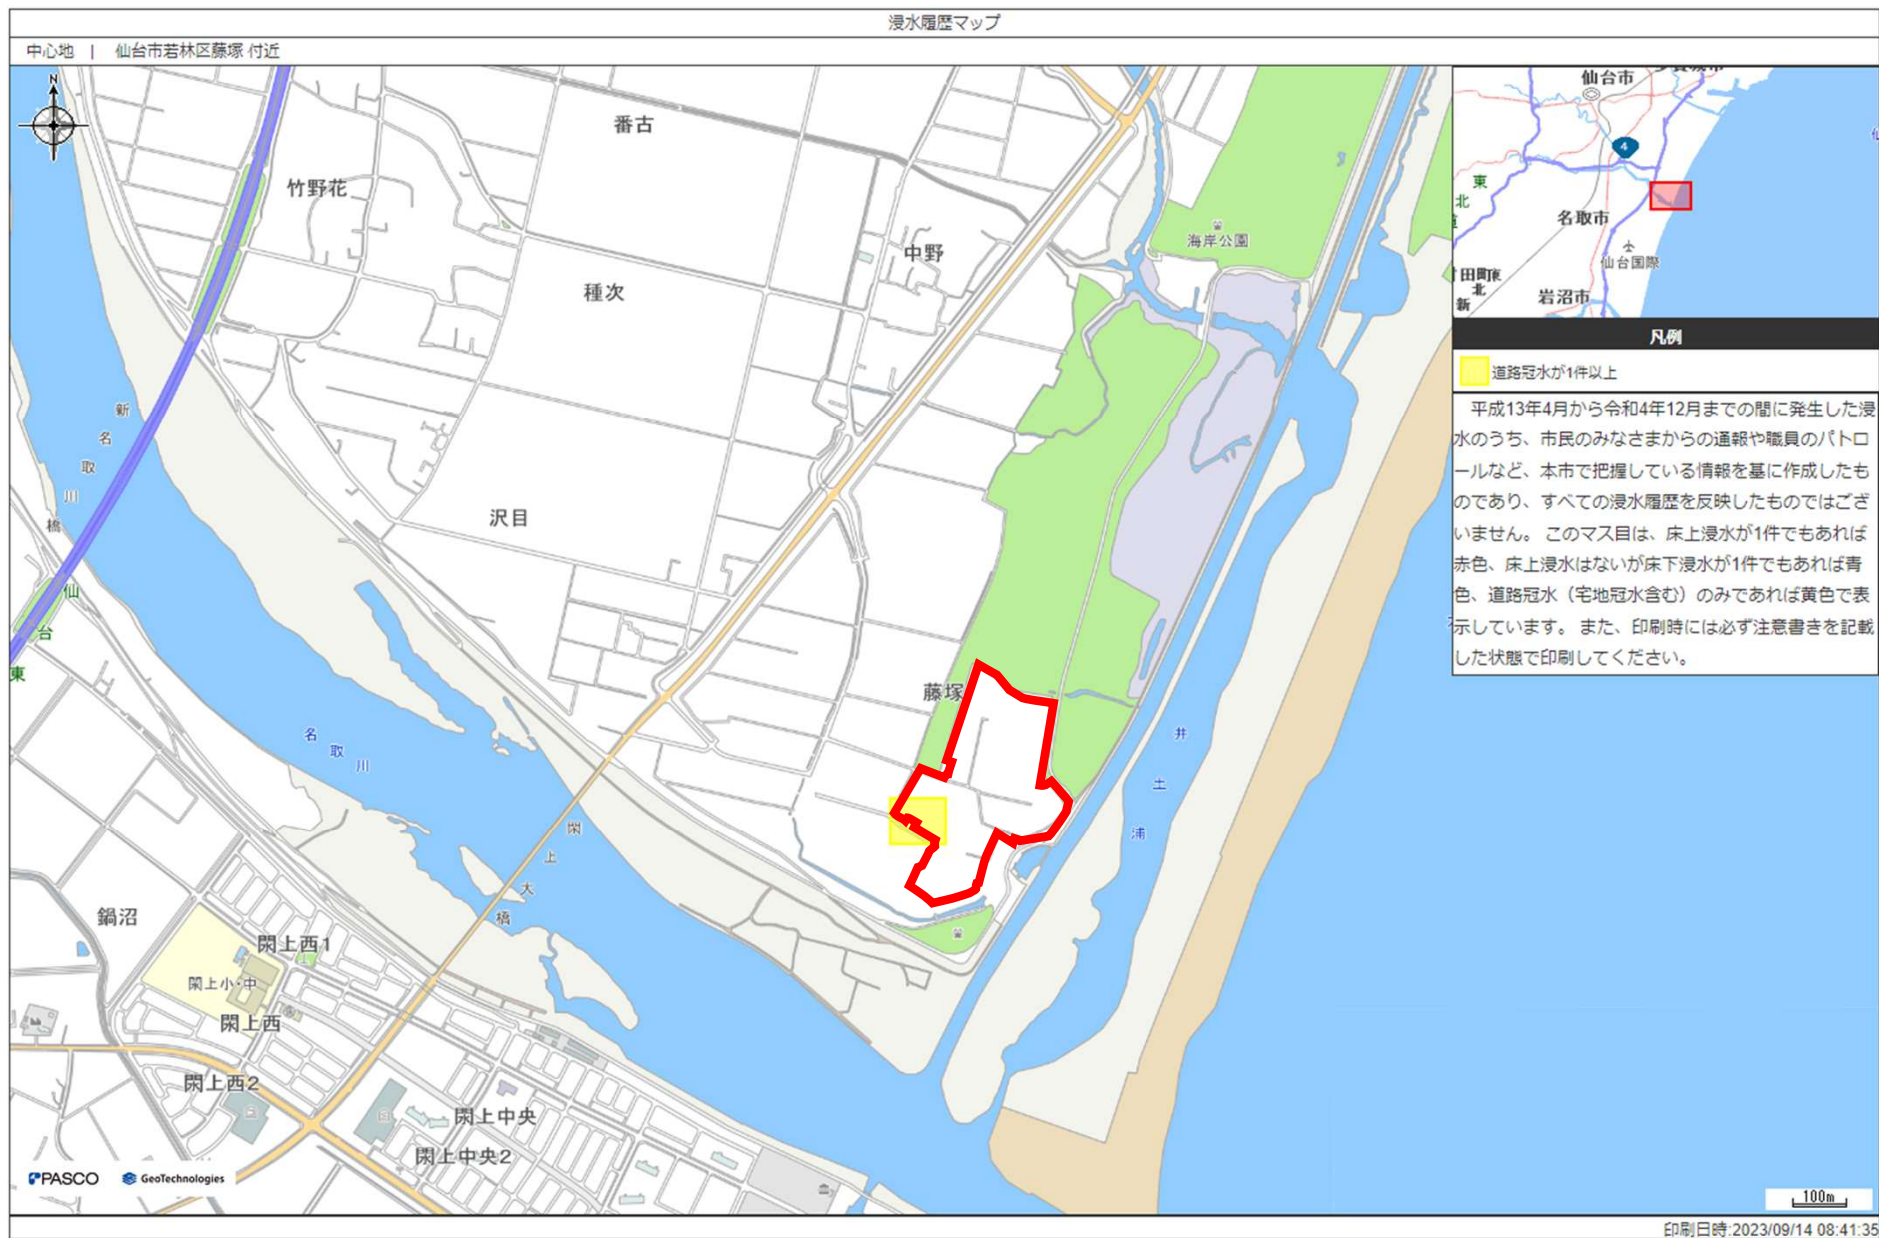 浸水履歴マップ
中心地 | 仙台市若林区藤塚 付近
N
番古
竹野花
中野
種次
海岸公園
沢目
新名取川橋
仙台東
名取川
藤塚
井土浦
閖上大橋
鍋沼
閖上西1
閖上小・中
閖上西
閖上西2
閖上中央
閖上中央2
PASCO
GeoTechnologies
仙台市
4
東北
名取市
仙台国際
岩沼市
凡例
道路冠水が1件以上
平成13年4月から令和4年12月までの間に発生した浸
水のうち、市民のみなさまからの通報や職員のパトロ
ールなど、本市で把握している情報を基に作成したも
のであり、すべての浸水履歴を反映したものではござ
いません。 このマス目は、床上浸水が1件でもあれば
赤色、床上浸水はないが床下浸水が1件でもあれば青
色、道路冠水（宅地冠水含む）のみであれば黄色で表
示しています。 また、印刷時には必ず注意書きを記載
した状態で印刷してください。
100m
印刷日時:2023/09/14 08:41:35